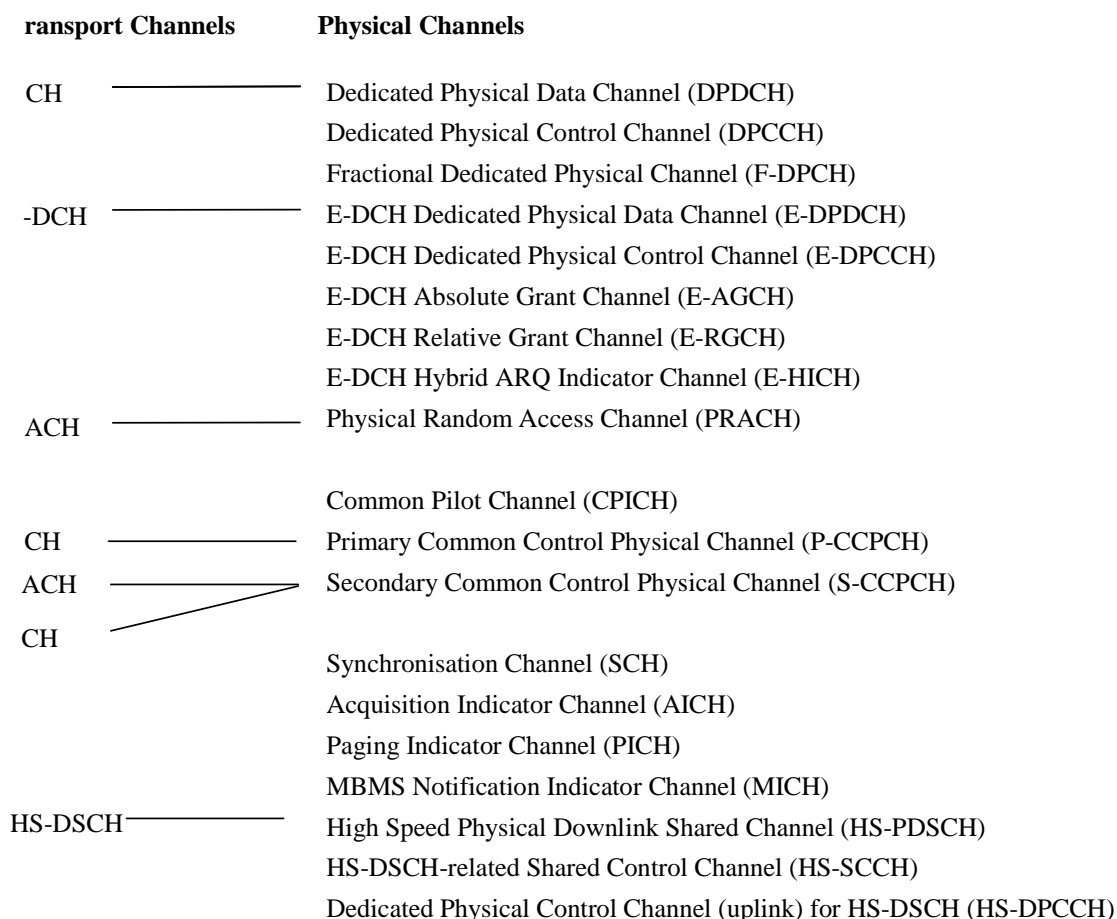 ransport Channels Physical Channels
CH Dedicated Physical Data Channel (DPDCH)
Dedicated Physical Control Channel (DPCCH)
Fractional Dedicated Physical Channel (F-DPCH)
-DCH E-DCH Dedicated Physical Data Channel (E-DPDCH)
E-DCH Dedicated Physical Control Channel (E-DPCCH)
E-DCH Absolute Grant Channel (E-AGCH)
E-DCH Relative Grant Channel (E-RGCH)
E-DCH Hybrid ARQ Indicator Channel (E-HICH)
ACH Physical Random Access Channel (PRACH)
Common Pilot Channel (CPICH)
CH Primary Common Control Physical Channel (P-CCPCH)
ACH Secondary Common Control Physical Channel (S-CCPCH)
CH
Synchronisation Channel (SCH)
Acquisition Indicator Channel (AICH)
Paging Indicator Channel (PICH)
MBMS Notification Indicator Channel (MICH)
HS-DSCH High Speed Physical Downlink Shared Channel (HS-PDSCH)
HS-DSCH-related Shared Control Channel (HS-SCCH)
Dedicated Physical Control Channel (uplink) for HS-DSCH (HS-DPCCH)